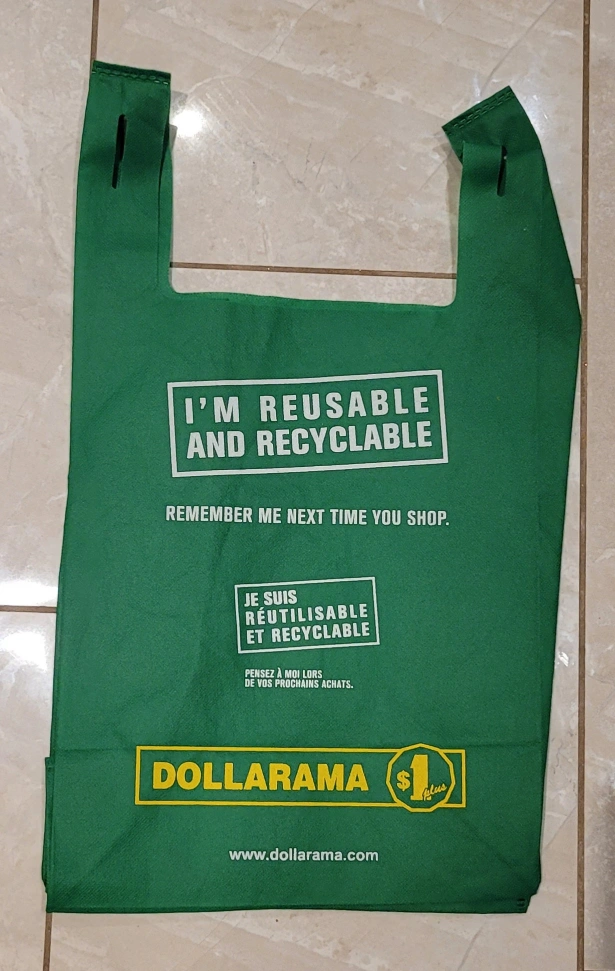 I'M REUSABLE
AND RECYCLABLE
REMEMBER ME NEXT TIME YOU SHOP.
JE SUIS
RÉUTILISABLE
ET RECYCLABLE
PENSEZ À MOI LORS
DE VOS PROCHAINS ACHATS.
DOLLARAMA $1 plus
www.dollarama.com